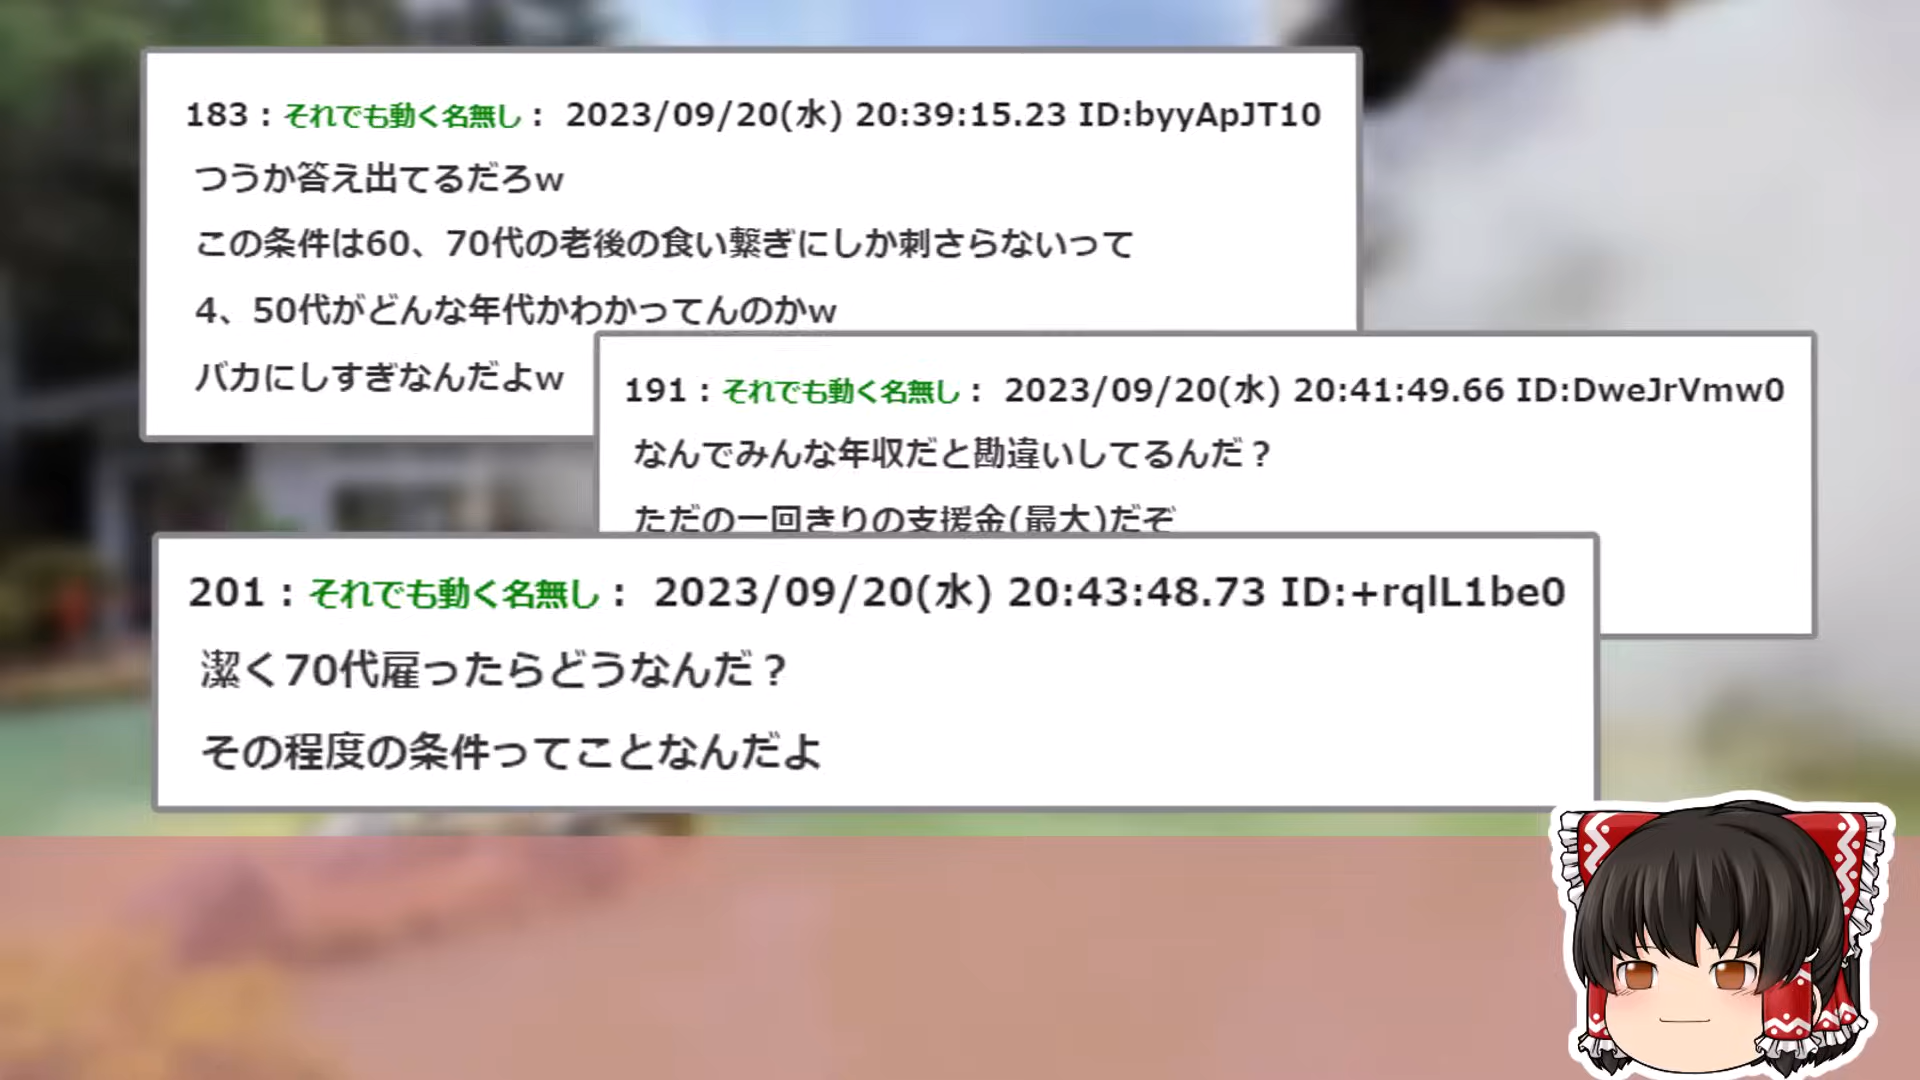 183：それでも動く名無し： 2023/09/20(水) 20:39:15.23 ID:byyApJT10
つうか答え出てるだろw
この条件は60、70代の老後の食い繋ぎにしか刺さらないって
4、50代がどんな年代かわかってんのかw
バカにしすぎなんだよw
191：それでも動く名無し： 2023/09/20(水) 20:41:49.66 ID:DweJrVmw0
なんでみんな年収だと勘違いしてるんだ？
ただの一回きりの支援金(最大)だぞ
201：それでも動く名無し： 2023/09/20(水) 20:43:48.73 ID:+rqlL1be0
潔く70代雇ったらどうなんだ？
その程度の条件ってことなんだよ